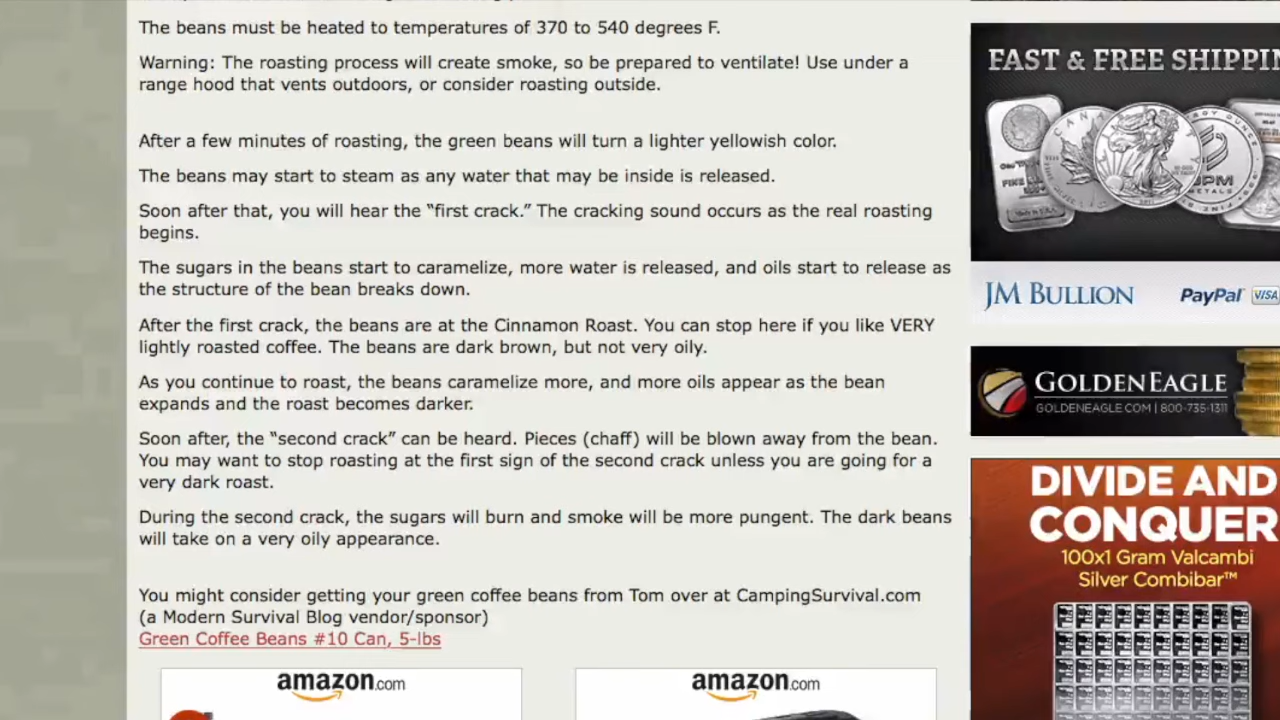 The beans must be heated to temperatures of 370 to 540 degrees F.
Warning: The roasting process will create smoke, so be prepared to ventilate! Use under a
range hood that vents outdoors, or consider roasting outside.
After a few minutes of roasting, the green beans will turn a lighter yellowish color.
The beans may start to steam as any water that may be inside is released.
Soon after that, you will hear the “first crack.” The cracking sound occurs as the real roasting
begins.
The sugars in the beans start to caramelize, more water is released, and oils start to release as
the structure of the bean breaks down.
After the first crack, the beans are at the Cinnamon Roast. You can stop here if you like VERY
lightly roasted coffee. The beans are dark brown, but not very oily.
As you continue to roast, the beans caramelize more, and more oils appear as the bean
expands and the roast becomes darker.
Soon after, the “second crack” can be heard. Pieces (chaff) will be blown away from the bean.
You may want to stop roasting at the first sign of the second crack unless you are going for a
very dark roast.
During the second crack, the sugars will burn and smoke will be more pungent. The dark beans
will take on a very oily appearance.
You might consider getting your green coffee beans from Tom over at CampingSurvival.com
(a Modern Survival Blog vendor/sponsor)
Green Coffee Beans #10 Can, 5-lbs
amazon.com
amazon.com
FAST & FREE SHIPPIN
JM BULLION
PayPal VISA
GOLDENEAGLE
GOLDENEAGLE.COM | 800-735-1311
DIVIDE AND
CONQUER
100x1 Gram Valcambi
Silver Combibar™